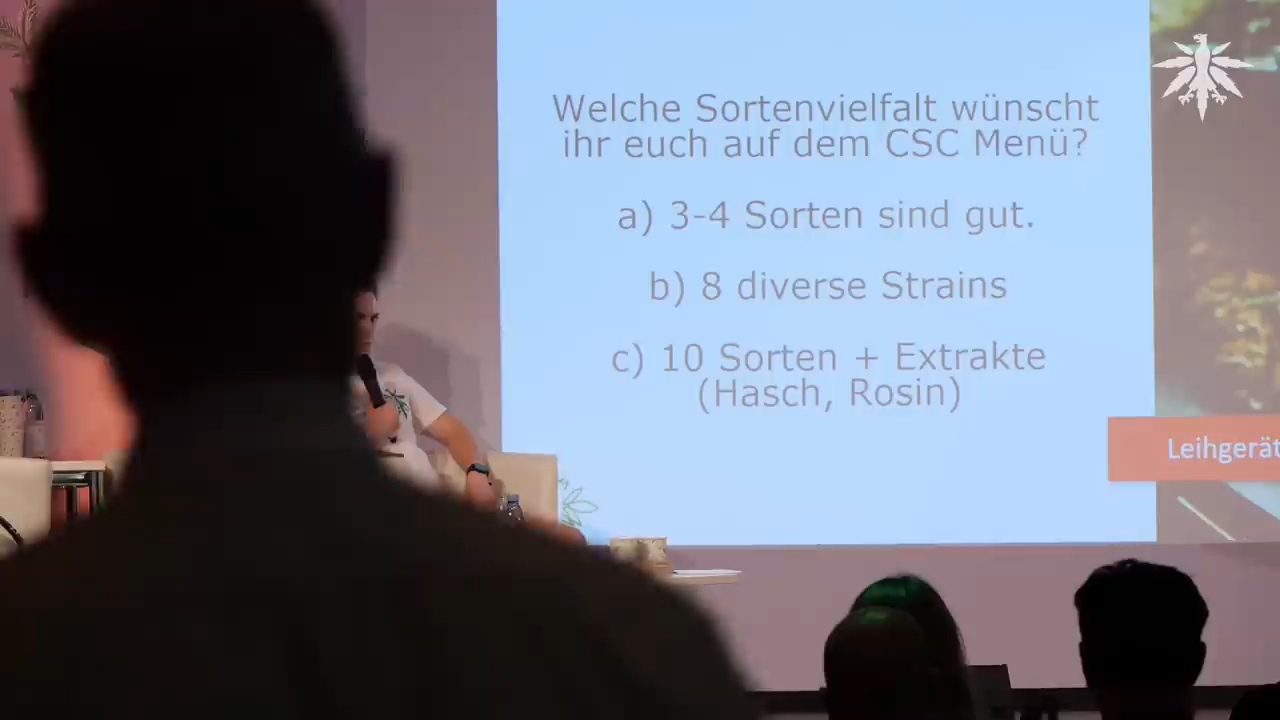 Welche Sortenvielfalt wünscht
ihr euch auf dem CSC Menü?
a) 3-4 Sorten sind gut.
b) 8 diverse Strains
c) 10 Sorten + Extrakte
(Hasch, Rosin)
Leihgerät